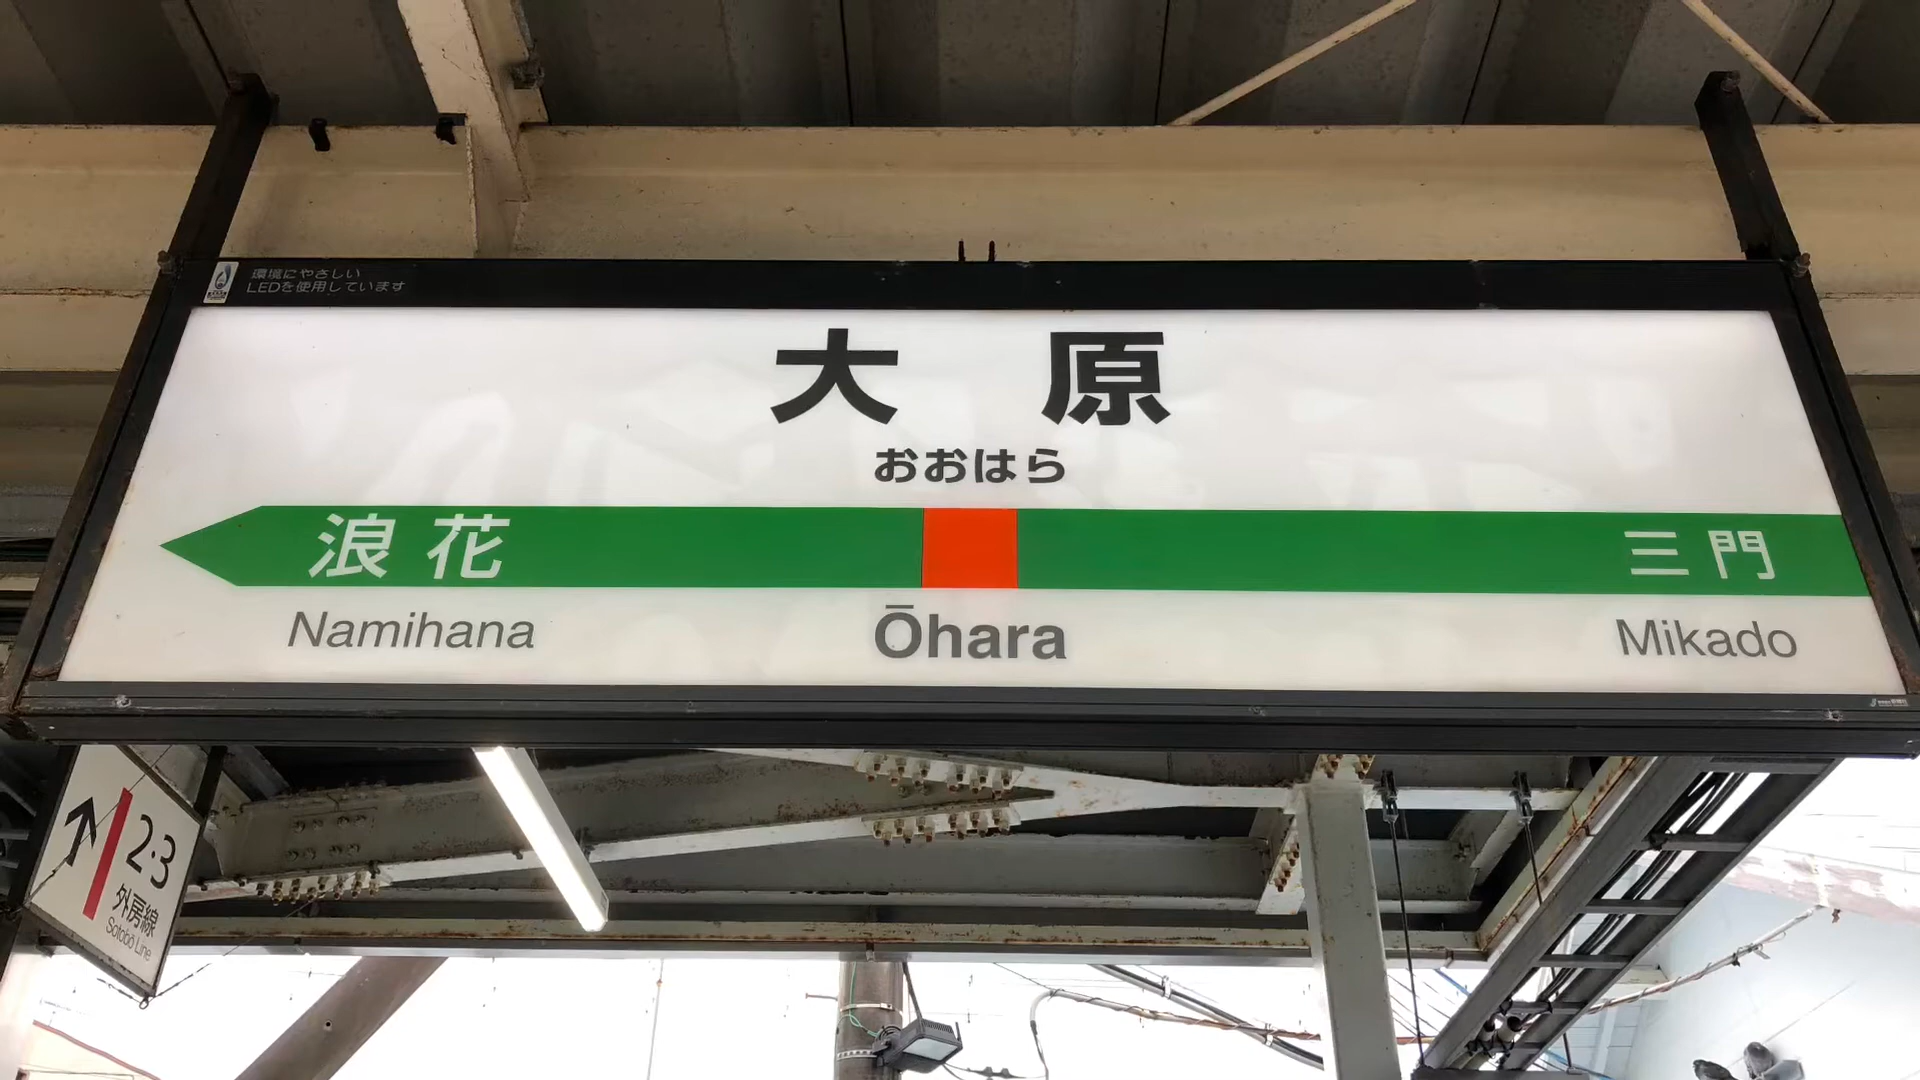 環境にやさしい
LEDを使用しています
大原
おおはら
浪花
三門
Namihana
Ōhara
Mikado
2・3
外房線
Sotobō Line